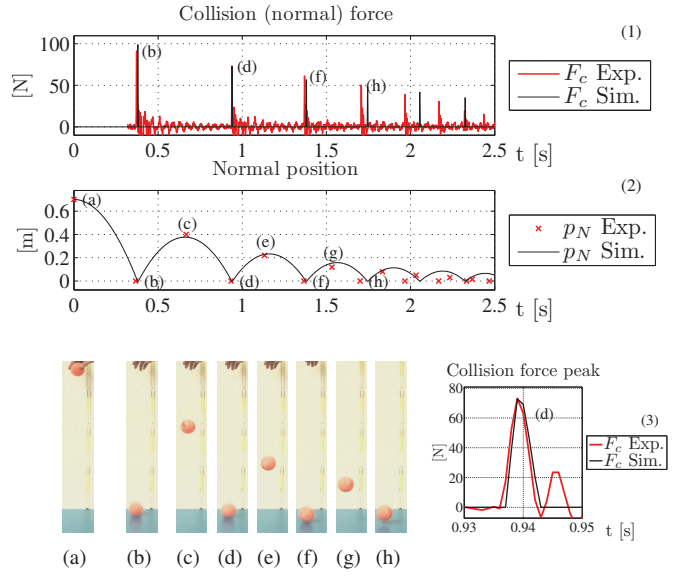 Collision (normal) force
(1)
100
50
0
[N]
(b)
(d)
(f)
(h)
F_c Exp.
F_c Sim.
0 0.5 1 1.5 2 2.5
t [s]
Normal position
(2)
0.6
0.4
0.2
0
[m]
(a)
(c)
(e)
(g)
(b)
(d)
(f)
(h)
p_N Exp.
p_N Sim.
0 0.5 1 1.5 2 2.5
t [s]
Collision force peak
80
60
40
20
0
[N]
(d)
(3)
F_c Exp.
F_c Sim.
0.93 0.94 0.95
t [s]
(a) (b) (c) (d) (e) (f) (g) (h)